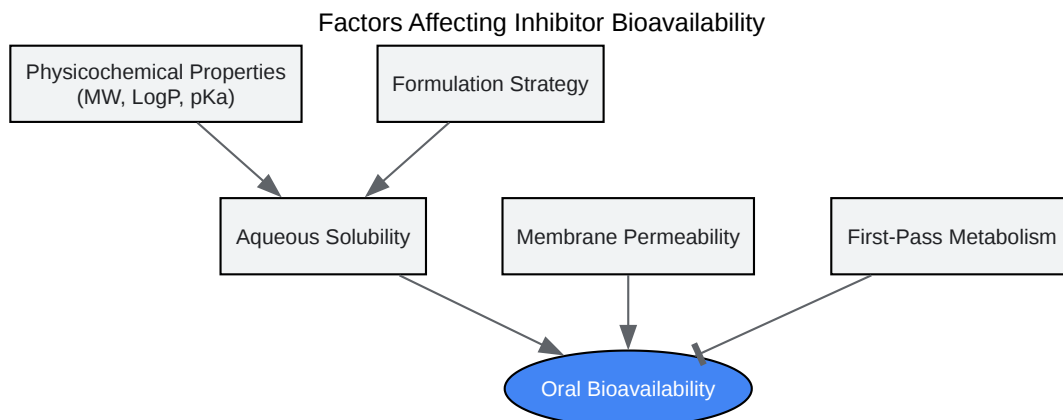 Factors Affecting Inhibitor Bioavailability
Physicochemical Properties
(MW, LogP, pKa)
Formulation Strategy
Aqueous Solubility
Membrane Permeability
First-Pass Metabolism
Oral Bioavailability